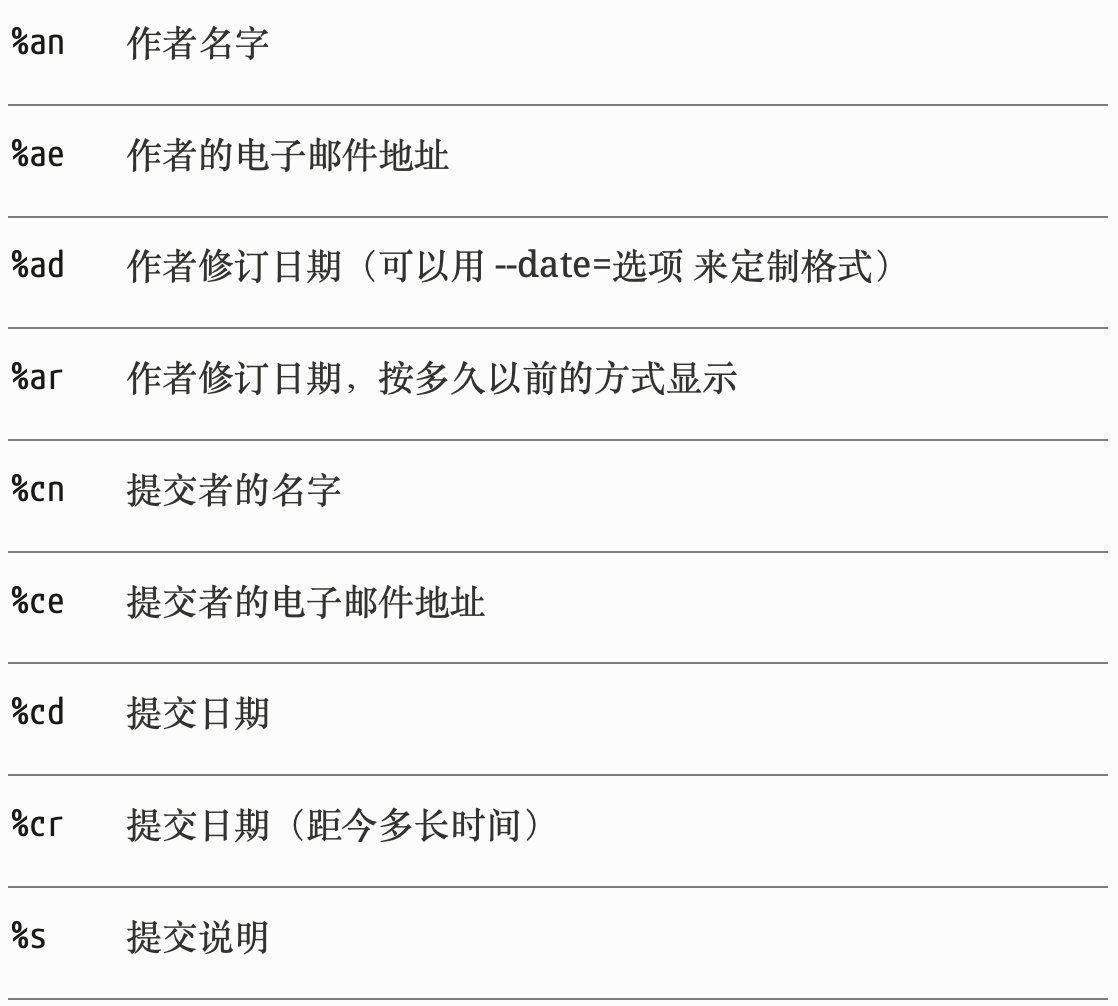 %an 作者名字
%ae 作者的电子邮件地址
%ad 作者修订日期（可以用 --date=选项 来定制格式）
%ar 作者修订日期，按多久以前的方式显示
%cn 提交者的名字
%ce 提交者的电子邮件地址
%cd 提交日期
%cr 提交日期（距今多长时间）
%s 提交说明